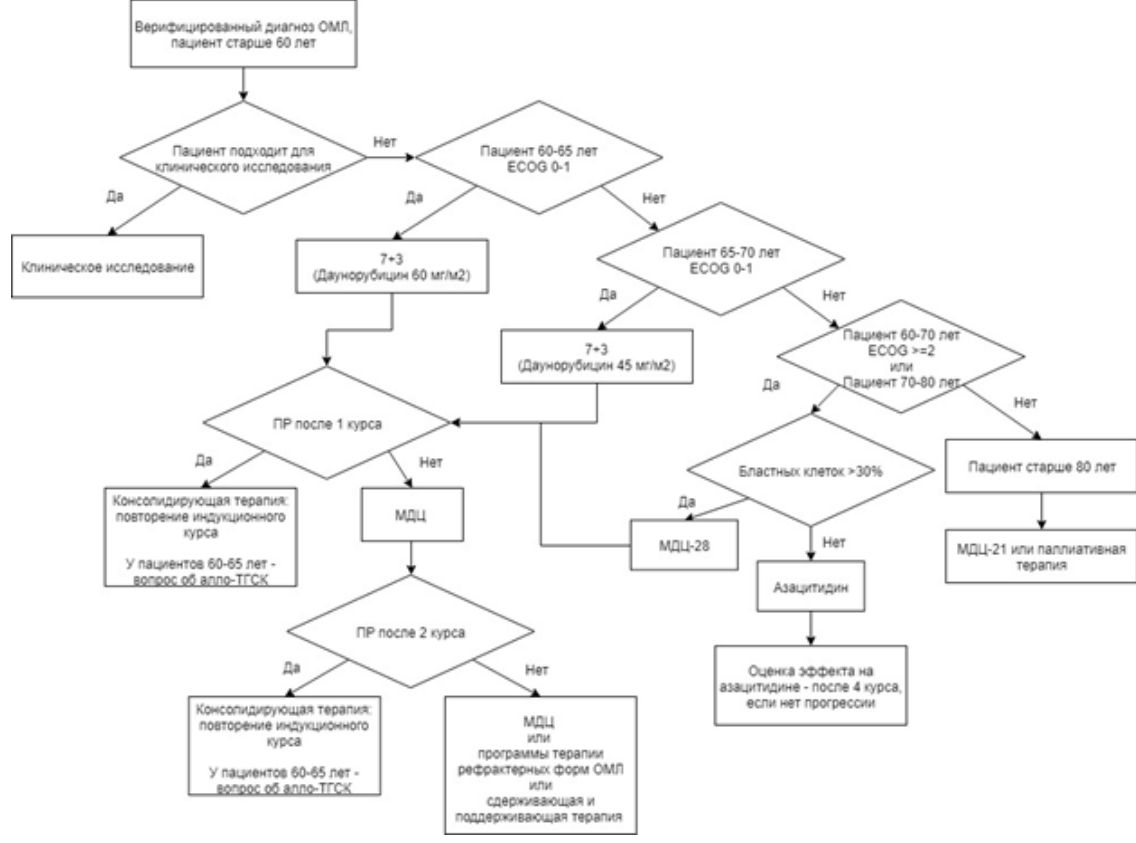 Верифицированный диагноз ОМЛ,
пациент старше 60 лет
Пациент подходит для
клинического исследования
Нет
Да
Клиническое исследование
Пациент 60-65 лет
ECOG 0-1
Да
Нет
7+3
(Даунорубицин 60 мг/м2)
Пациент 65-70 лет
ECOG 0-1
Да
Нет
7+3
(Даунорубицин 45 мг/м2)
Пациент 60-70 лет
ECOG >=2
или
Пациент 70-80 лет
Да
Нет
ПР после 1 курса
Да
Нет
Бластных клеток >30%
Да
Нет
Пациент старше 80 лет
Консолидирующая терапия:
повторение индукционного
курса
У пациентов 60-65 лет -
вопрос об алло-ТГСК
МДЦ
МДЦ-28
МДЦ-21 или паллиативная
терапия
Азацитидин
ПР после 2 курса
Да
Нет
Оценка эффекта на
азацитидине - после 4 курса,
если нет прогрессии
Консолидирующая терапия:
повторение индукционного
курса
У пациентов 60-65 лет -
вопрос об алло-ТГСК
МДЦ
или
программы терапии
рефрактерных форм ОМЛ
или
сдерживающая и
поддерживающая терапия